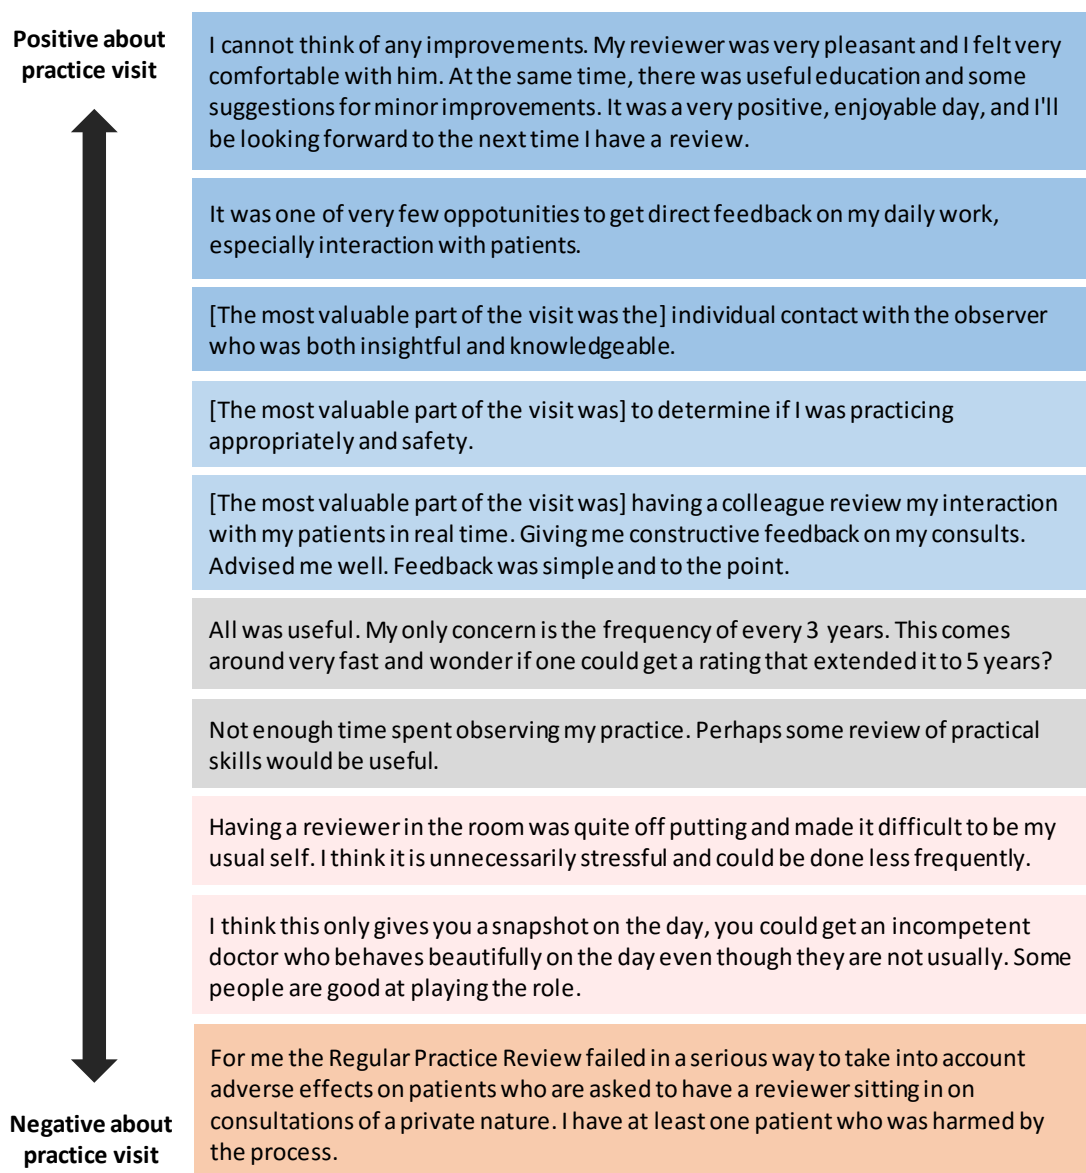 Positive about
practice visit
I cannot think of any improvements. My reviewer was very pleasant and I felt very
comfortable with him. At the same time, there was useful education and some
suggestions for minor improvements. It was a very positive, enjoyable day, and I'll
be looking forward to the next time I have a review.
It was one of very few oppotunities to get direct feedback on my daily work,
especially interaction with patients.
[The most valuable part of the visit was the] individual contact with the observer
who was both insightful and knowledgeable.
[The most valuable part of the visit was] to determine if I was practicing
appropriately and safety.
[The most valuable part of the visit was] having a colleague review my interaction
with my patients in real time. Giving me constructive feedback on my consults.
Advised me well. Feedback was simple and to the point.
All was useful. My only concern is the frequency of every 3 years. This comes
around very fast and wonder if one could get a rating that extended it to 5 years?
Not enough time spent observing my practice. Perhaps some review of practical
skills would be useful.
Having a reviewer in the room was quite off putting and made it difficult to be my
usual self. I think it is unnecessarily stressful and could be done less frequently.
I think this only gives you a snapshot on the day, you could get an incompetent
doctor who behaves beautifully on the day even though they are not usually. Some
people are good at playing the role.
For me the Regular Practice Review failed in a serious way to take into account
adverse effects on patients who are asked to have a reviewer sitting in on
consultations of a private nature. I have at least one patient who was harmed by
the process.
Negative about
practice visit